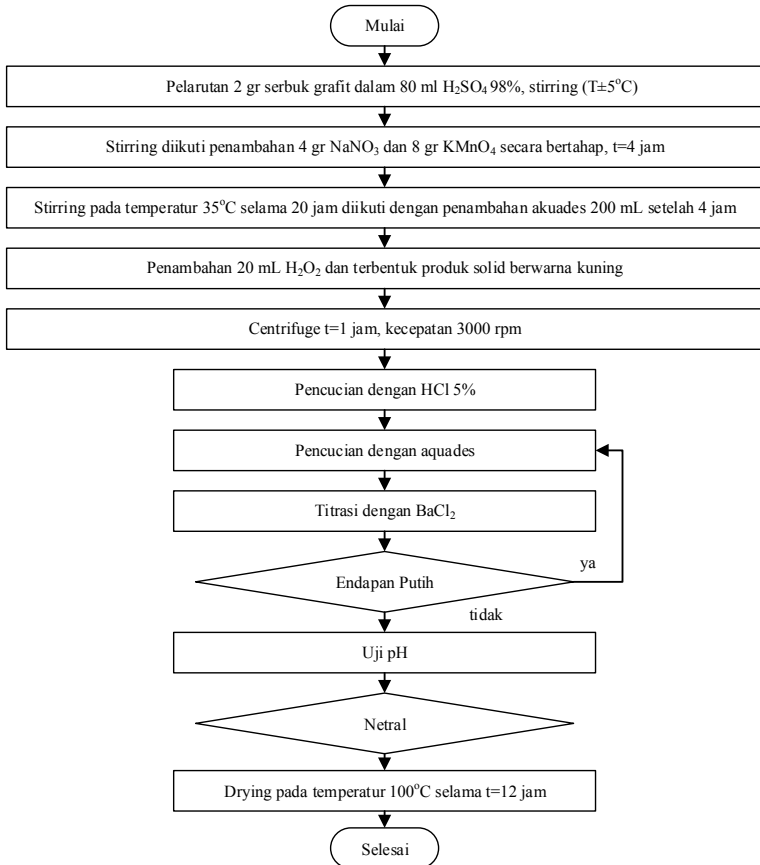 Mulai
Pelarutan 2 gr serbuk grafit dalam 80 ml H₂SO₄ 98%, stirring (T±5°C)
Stirring diikuti penambahan 4 gr NaNO₃ dan 8 gr KMnO₄ secara bertahap, t=4 jam
Stirring pada temperatur 35°C selama 20 jam diikuti dengan penambahan akuades 200 mL setelah 4 jam
Penambahan 20 mL H₂O₂ dan terbentuk produk solid berwarna kuning
Centrifuge t=1 jam, kecepatan 3000 rpm
Pencucian dengan HCl 5%
Pencucian dengan aquades
Titrasi dengan BaCl₂
Endapan Putih
ya
tidak
Uji pH
Netral
Drying pada temperatur 100°C selama t=12 jam
Selesai